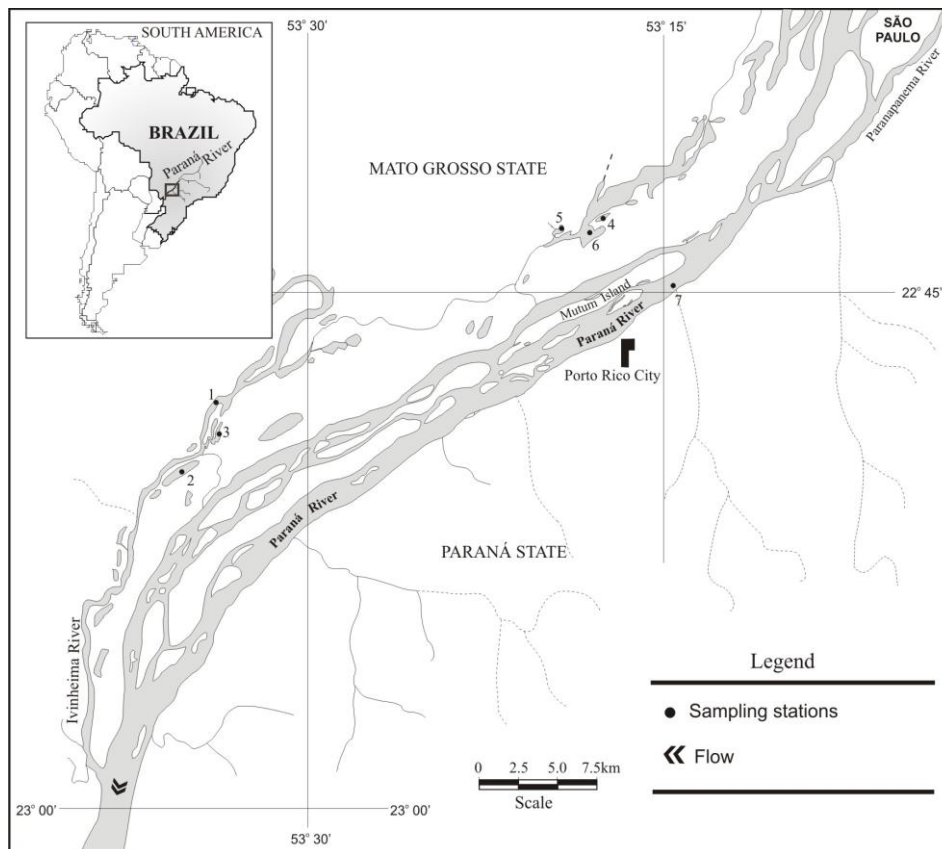 SOUTH AMERICA
BRAZIL
Paraná
River
53° 30'
53° 15'
SÃO
PAULO
Paranapanema River
MATO GROSSO STATE
5
4
6
Mutum Island
Paraná River
7
22° 45'
Porto Rico City
1
3
2
Paraná River
PARANÁ STATE
Ivinheima River
Legend
Sampling stations
Flow
0 2.5 5.0 7.5km
Scale
23° 00'
23° 00'
53° 30'